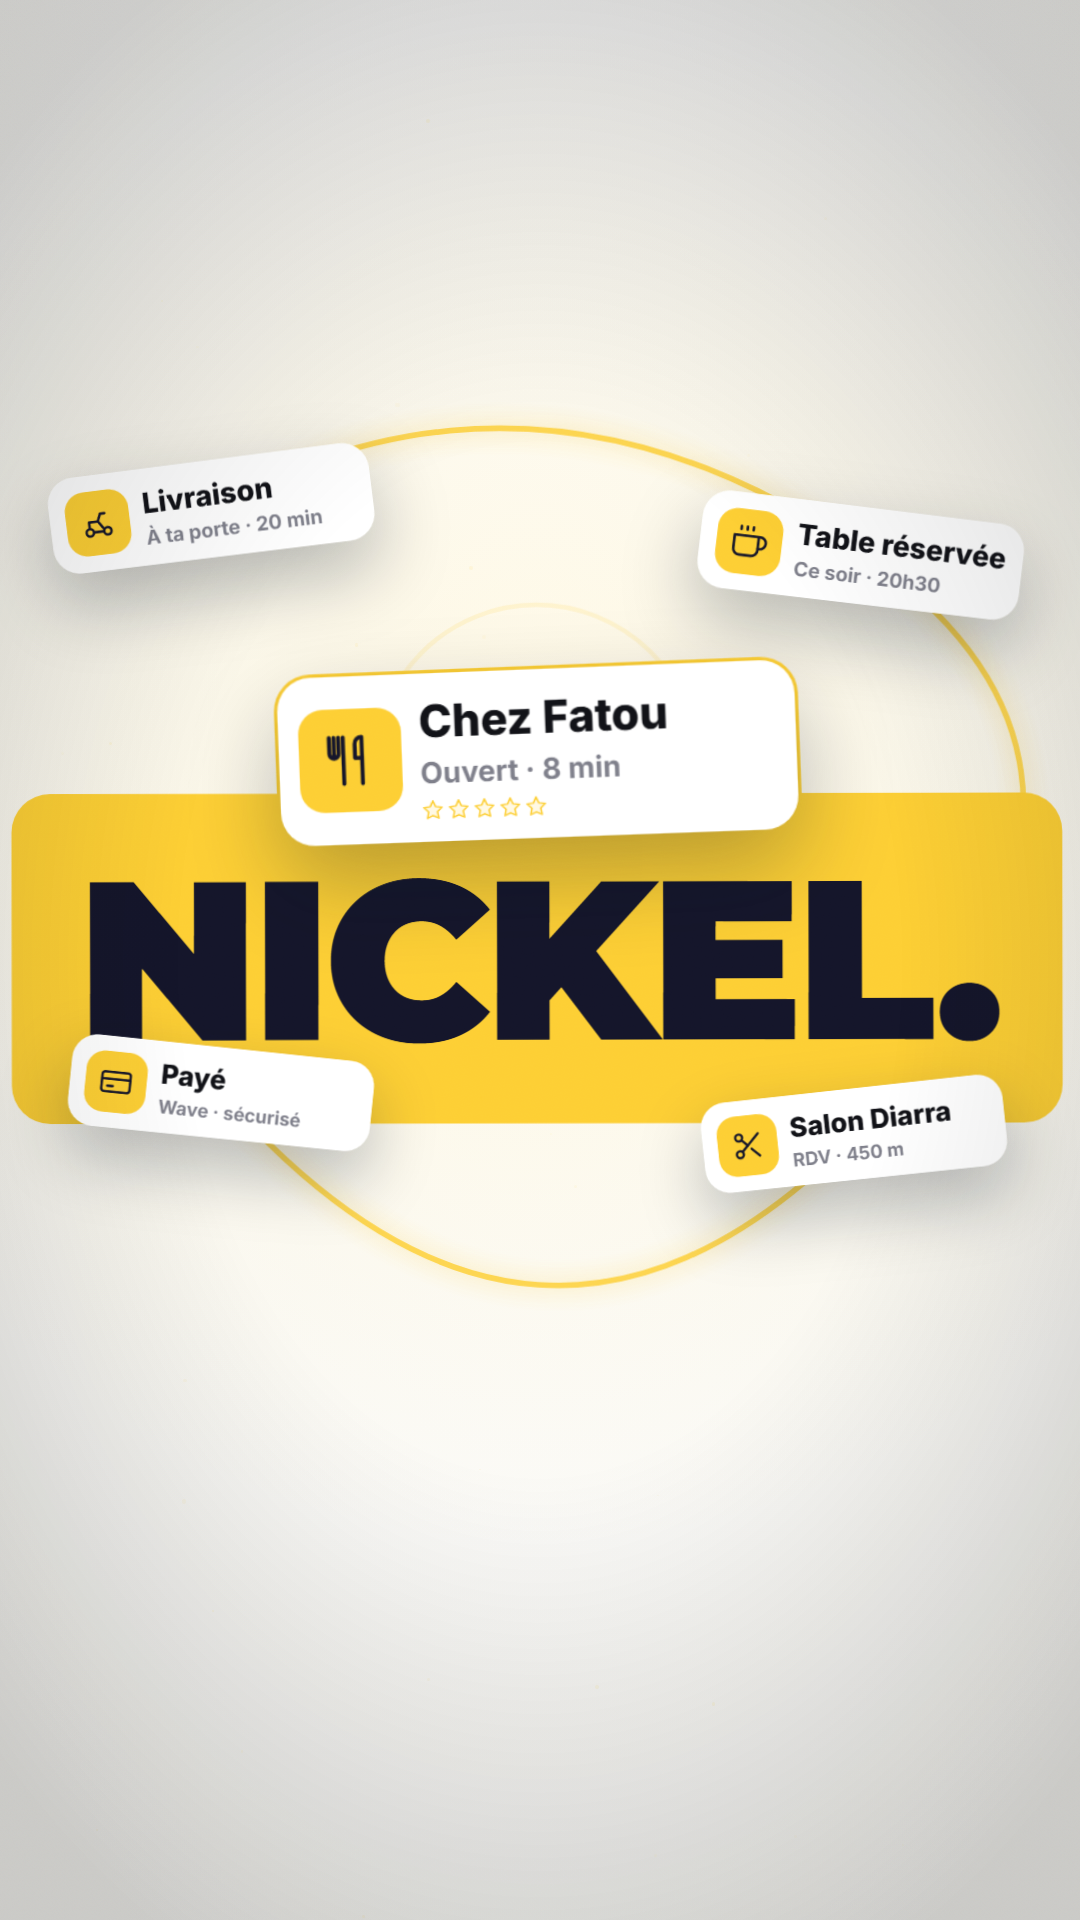 Livraison
À ta porte · 20 min
Table réservée
Ce soir · 20h30
Chez Fatou
Ouvert · 8 min
NICKEL.
Payé
Wave · sécurisé
Salon Diarra
RDV · 450 m